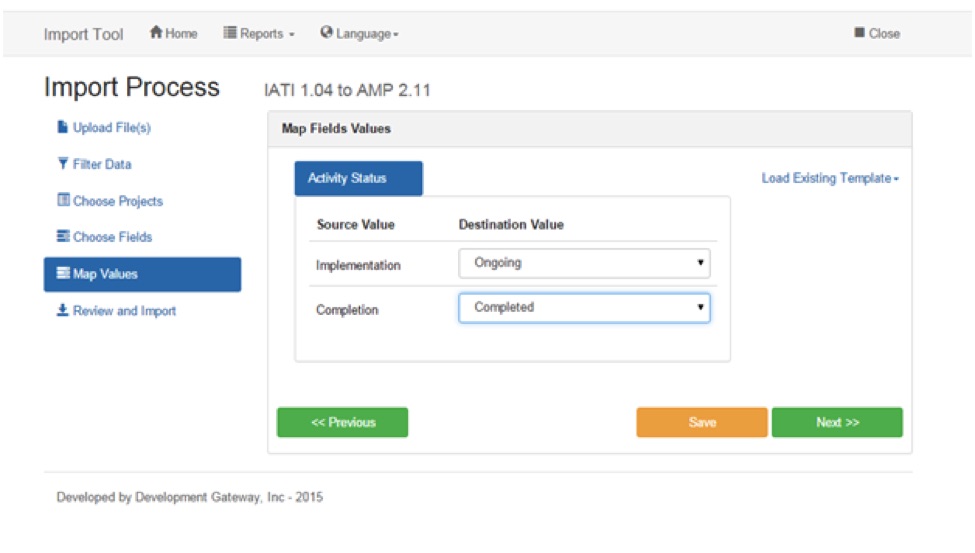 Import Tool Home Reports Language Close
Import Process IATI 1.04 to AMP 2.11
Upload File(s)
Filter Data
Choose Projects
Choose Fields
Map Values
Review and Import
Map Fields Values
Activity Status Load Existing Template
Source Value Destination Value
Implementation Ongoing
Completion Completed
<< Previous Save Next >>
Developed by Development Gateway, Inc - 2015